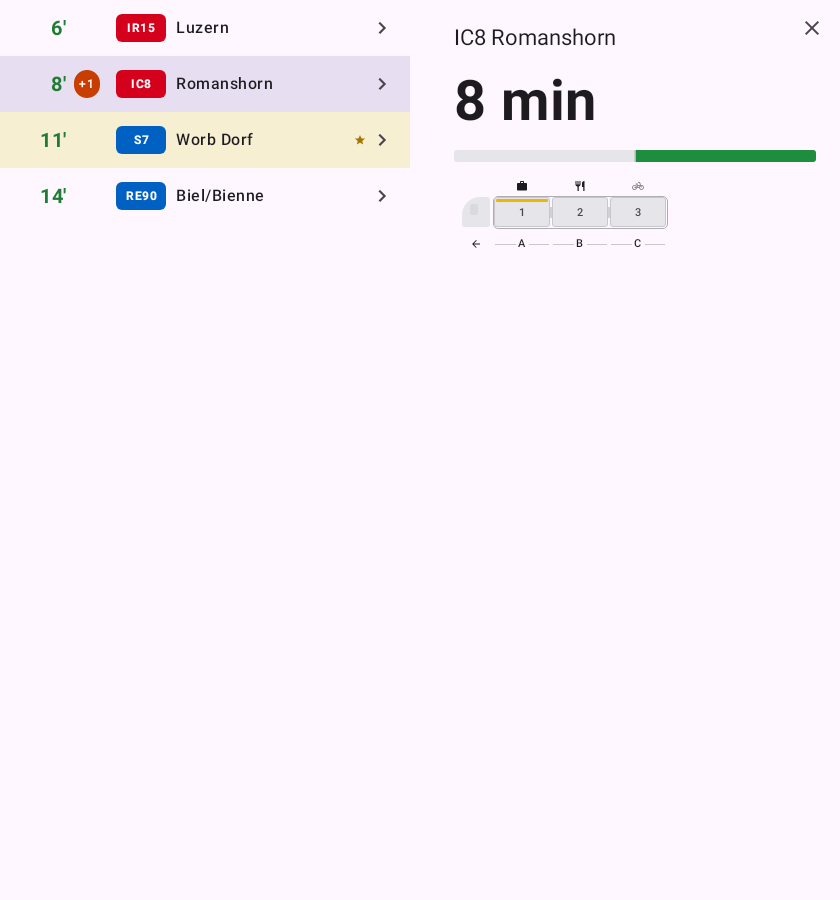 6' IR15 Luzern
8' +1 IC8 Romanshorn
11' S7 Worb Dorf
14' RE90 Biel/Bienne
IC8 Romanshorn
8 min
1 2 3
A B C